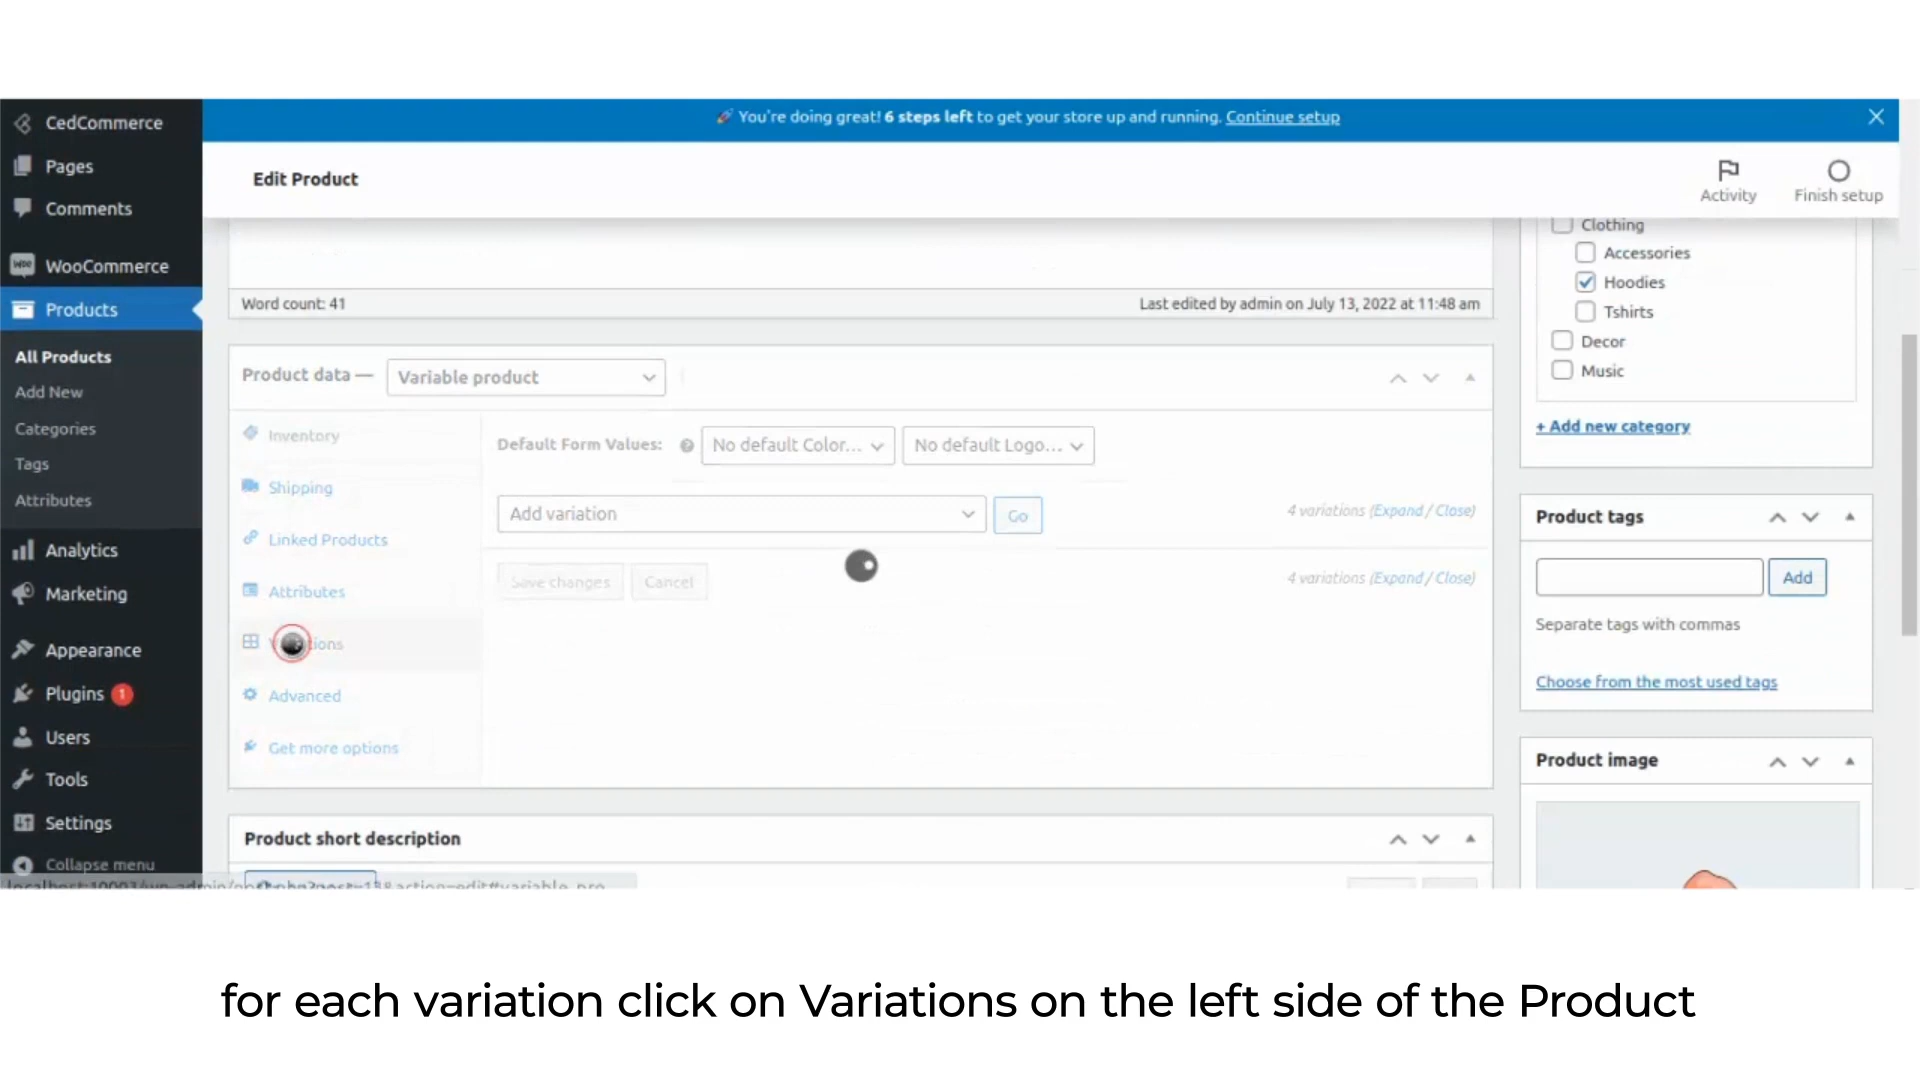 CedCommerce
Pages
Comments
WooCommerce
Products
All Products
Add New
Categories
Tags
Attributes
Analytics
Marketing
Appearance
Plugins 1
Users
Tools
Settings
Collapse menu
You're doing great! 6 steps left to get your store up and running. Continue setup
Edit Product
Activity
Finish setup
Word count: 41
Last edited by admin on July 13, 2022 at 11:48 am
Product data — Variable product
Inventory
Shipping
Linked Products
Attributes
Advanced
Get more options
Default Form Values: No default Color... No default Logo...
Add variation Go
4 variations (Expand / Close)
Save changes Cancel
4 variations (Expand / Close)
Product short description
Clothing
Accessories
Hoodies
Tshirts
Decor
Music
+ Add new category
Product tags
Add
Separate tags with commas
Choose from the most used tags
Product image
for each variation click on Variations on the left side of the Product